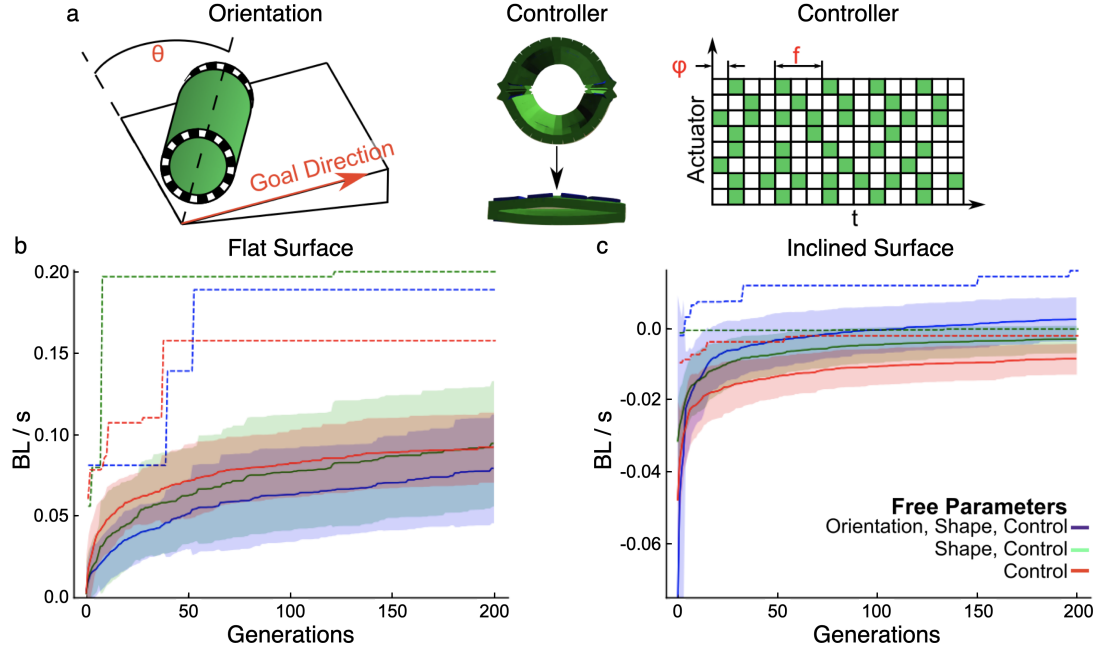 a
Orientation
Controller
Controller
θ
Goal Direction
φ
f
Actuator
t
b
Flat Surface
0.20
0.15
0.10
0.05
0.0
BL / s
0
50
100
150
200
Generations
c
Inclined Surface
0.0
-0.02
-0.04
-0.06
BL / s
0
50
100
150
200
Generations
Free Parameters
Orientation, Shape, Control
Shape, Control
Control